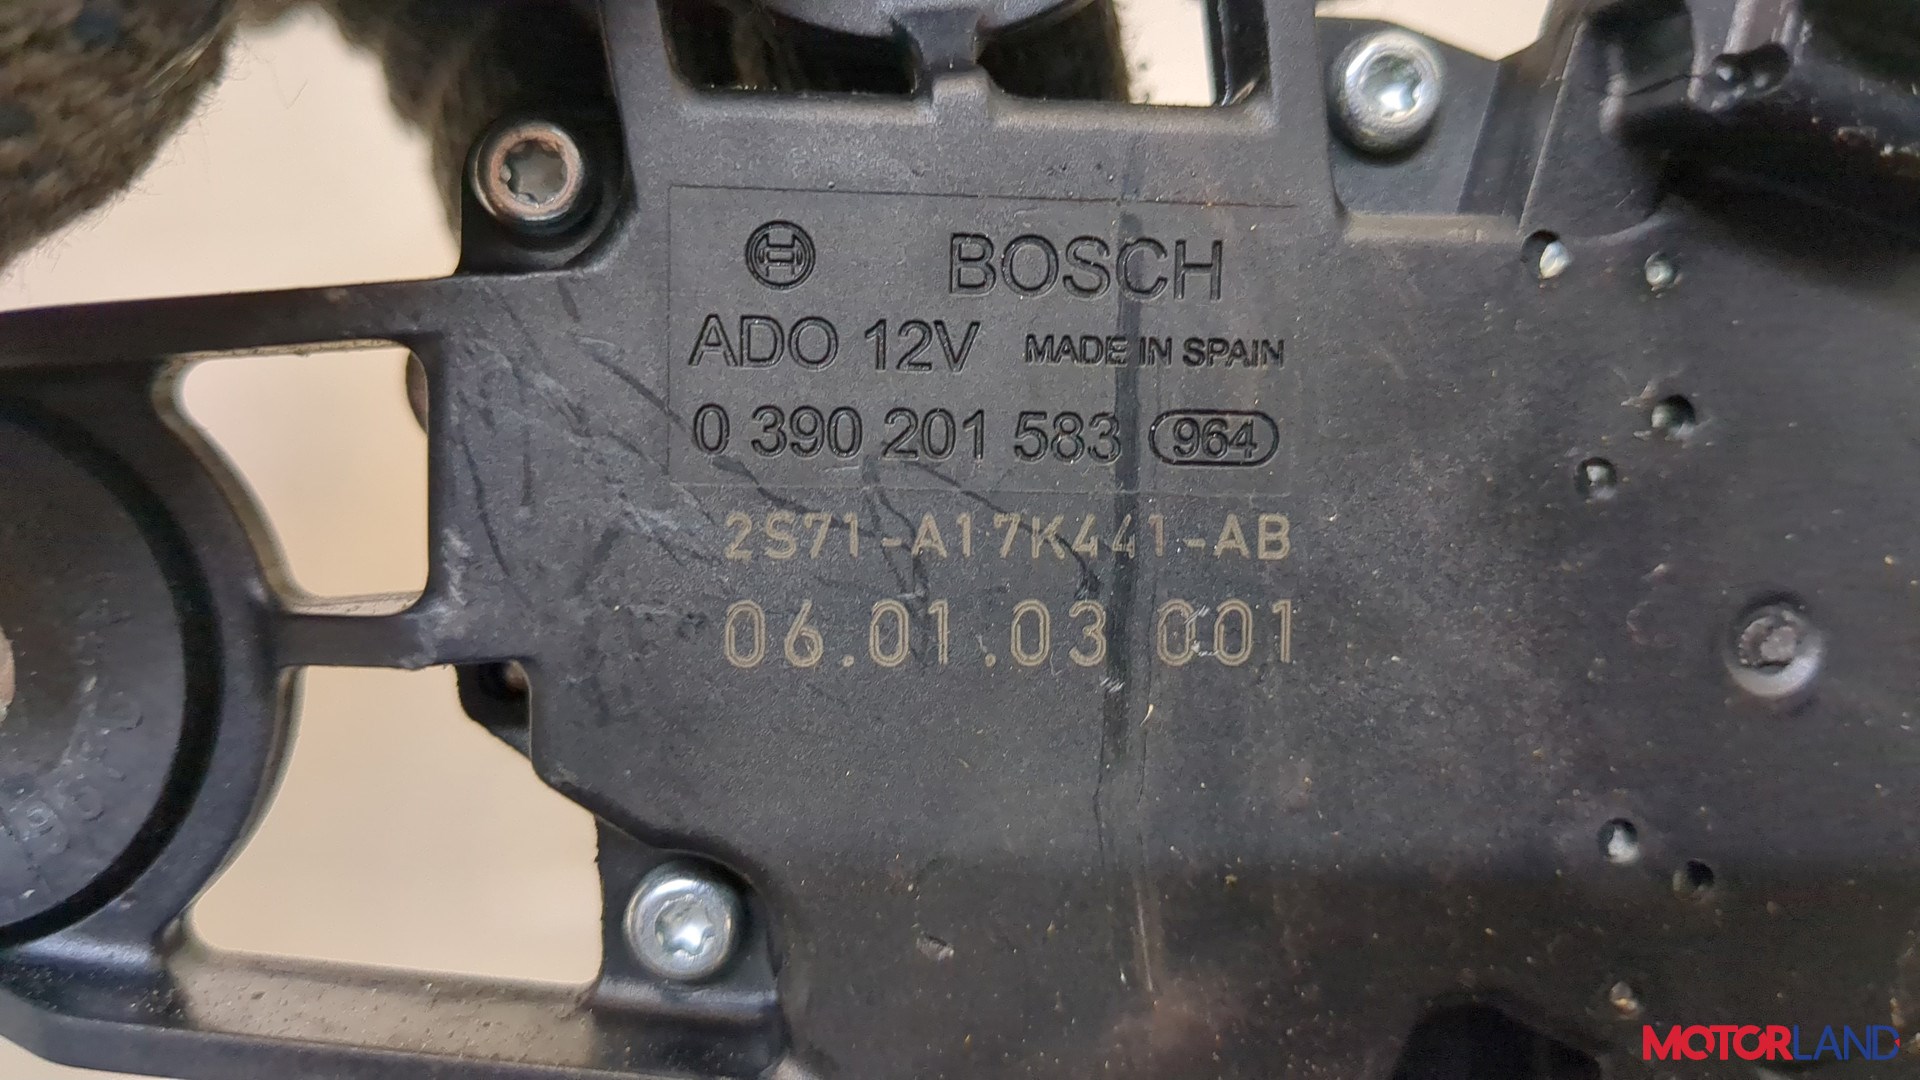 BOSCH
ADO 12V MADE IN SPAIN
0 390 201 583 964
2S71-A17K441-AB
06.01.03 001
MOTORLAND